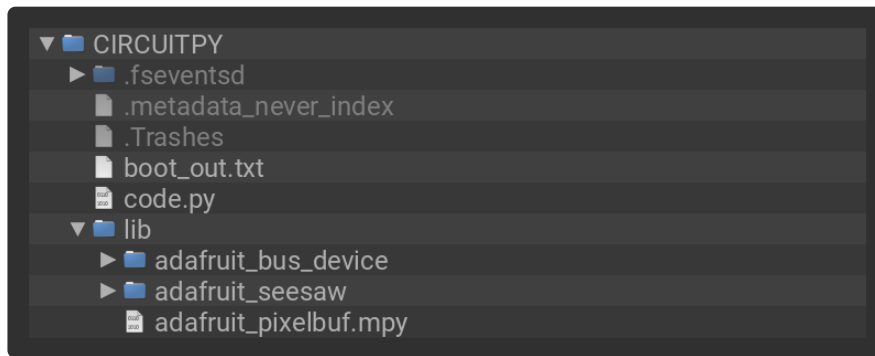 CIRCUITPY
.fseventsd
.metadata_never_index
.Trashes
boot_out.txt
code.py
lib
adafruit_bus_device
adafruit_seesaw
adafruit_pixelbuf.mpy